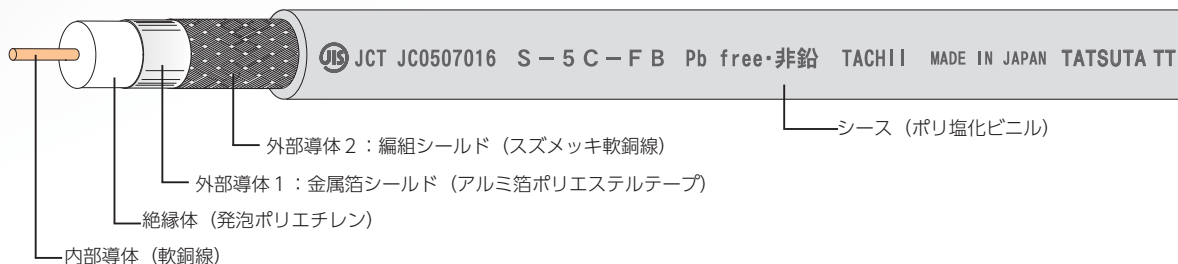 JIS JCT JC0507016 S－5C－FB Pb free・非鉛 TACHII MADE IN JAPAN TATSUTA TT
シース（ポリ塩化ビニル）
外部導体２：編組シールド（スズメッキ軟銅線）
外部導体１：金属箔シールド（アルミ箔ポリエステルテープ）
絶縁体（発泡ポリエチレン）
内部導体（軟銅線）